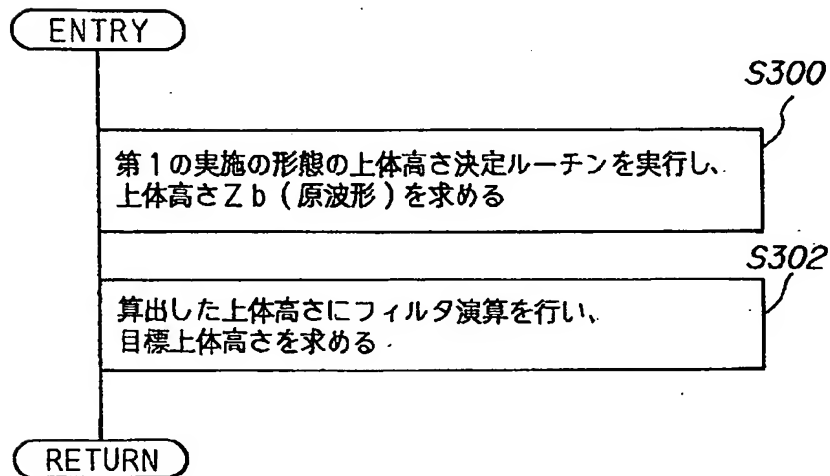 ENTRY
S300
第1の実施の形態の上体高さ決定ルーチンを実行し、
上体高さZb(原波形)を求める
S302
算出した上体高さにフィルタ演算を行い、
目標上体高さを求める
RETURN